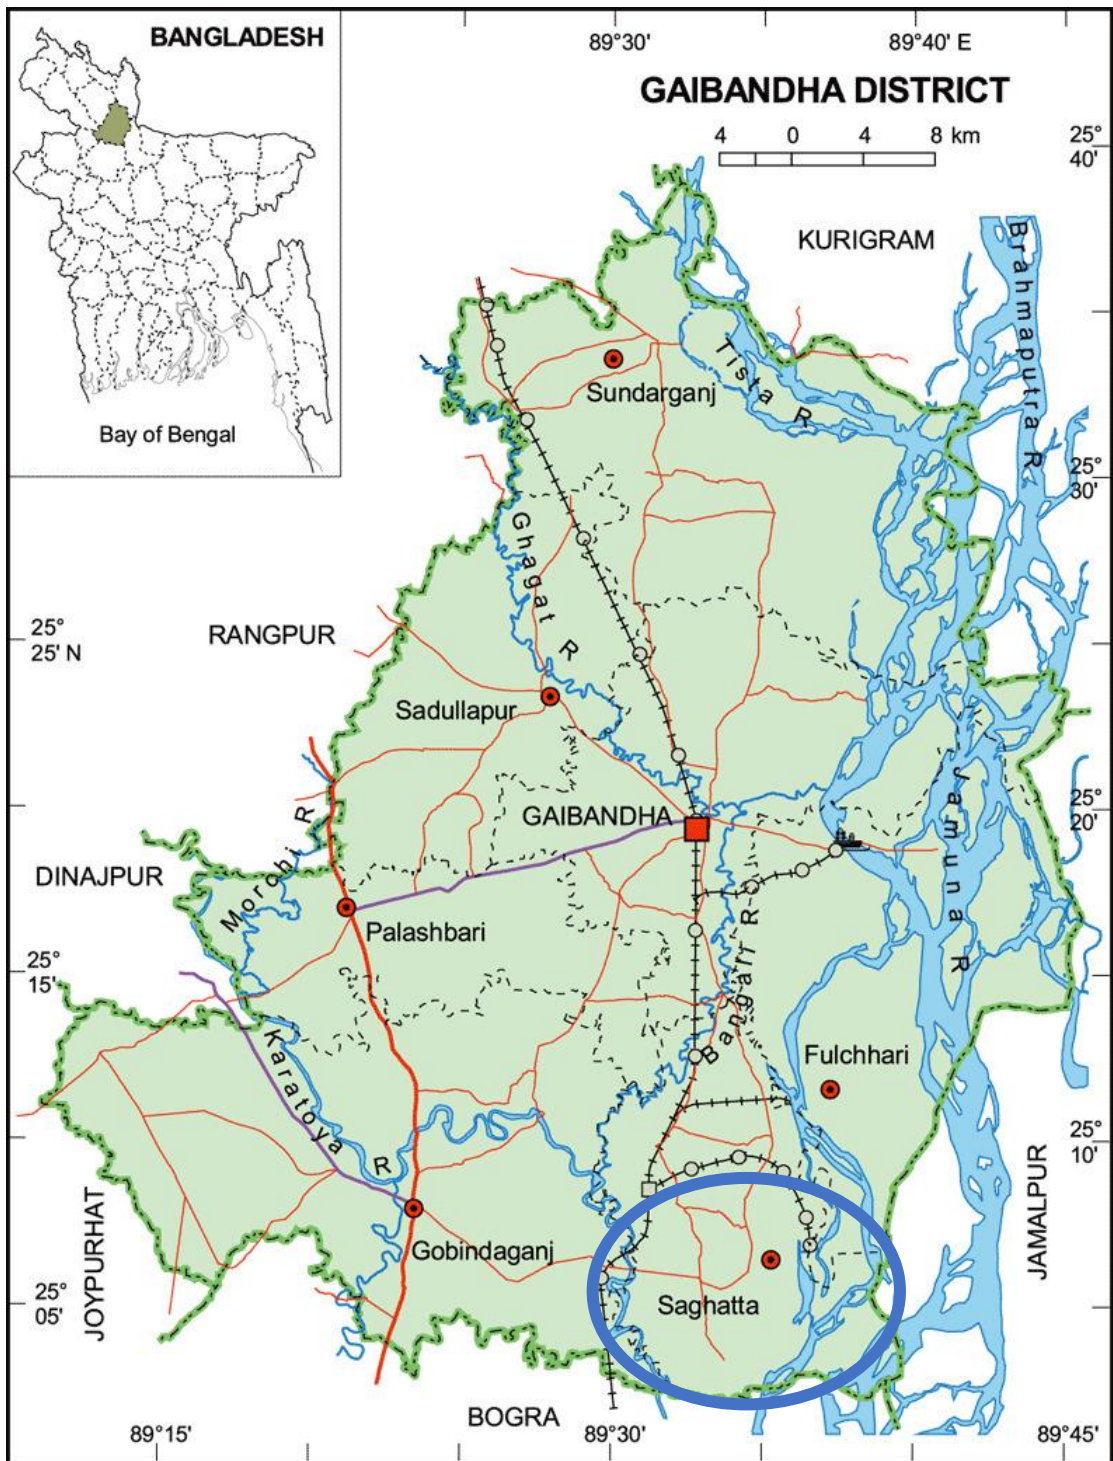 BANGLADESH
Bay of Bengal
89°30'
89°40' E
GAIBANDHA DISTRICT
4 0 4 8 km
25°
40'
KURIGRAM
Brahmaputra R
Tista R
Sundarganj
25°
30'
Ghagat R
25°
25' N
RANGPUR
Sadullapur
GAIBANDHA
25°
20'
Jamuna R
DINAJPUR
Morchi R
Palashbari
Bangali R
25°
15'
Karatoya R
Fulchhari
25°
10'
JAMALPUR
JOYPURHAT
Gobindaganj
Saghatta
25°
05'
BOGRA
89°15'
89°30'
89°45'